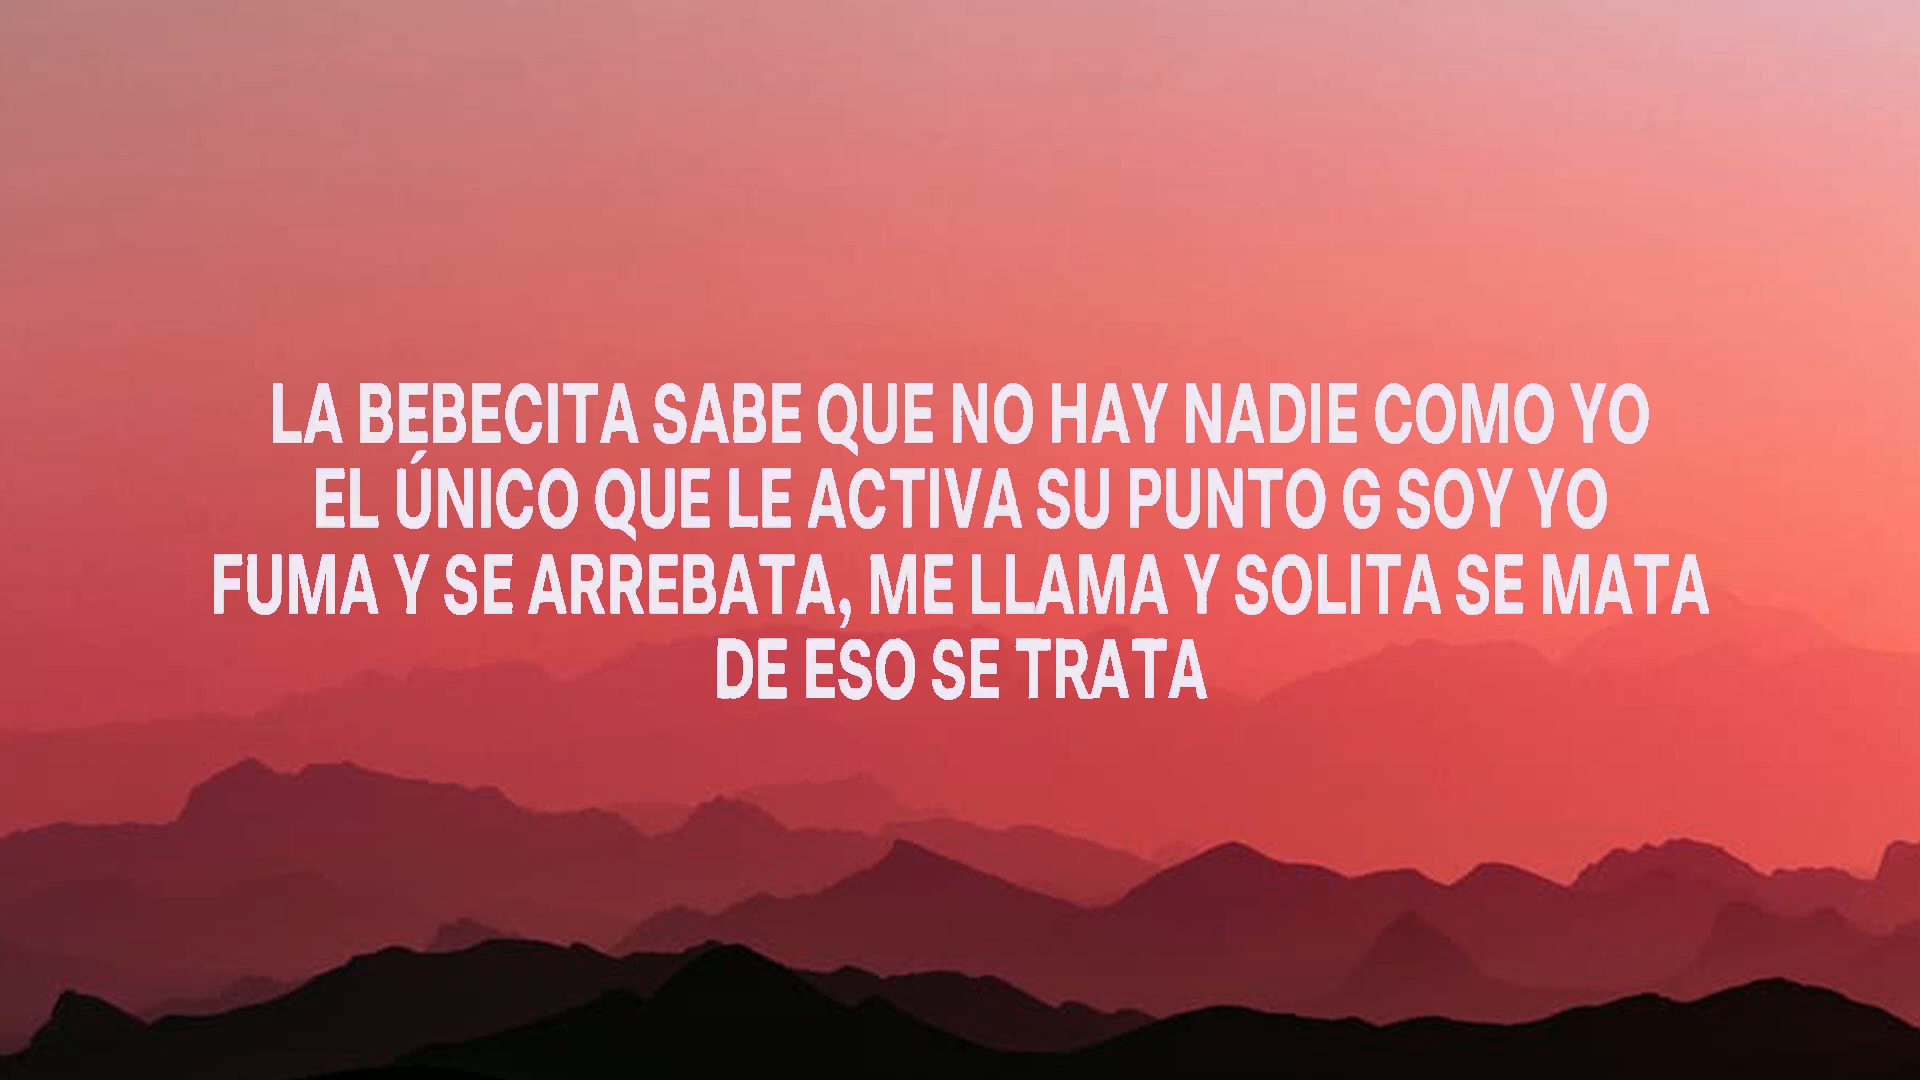 LA BEBECITA SABE QUE NO HAY NADIE COMO YO
EL ÚNICO QUE LE ACTIVA SU PUNTO G SOY YO
FUMA Y SE ARREBATA, ME LLAMA Y SOLITA SE MATA
DE ESO SE TRATA